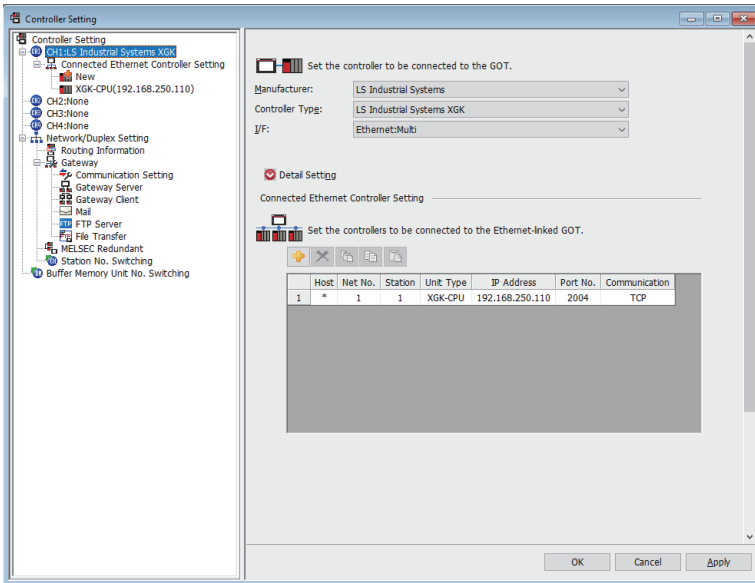 Controller Setting
Controller Setting
CH1:LS Industrial Systems XGK
Connected Ethernet Controller Setting
New
XGK-CPU(192.168.250.110)
CH2:None
CH3:None
CH4:None
Network/Duplex Setting
Routing Information
Gateway
Communication Setting
Gateway Server
Gateway Client
Mail
FTP FTP Server
File Transfer
MELSEC Redundant
Station No. Switching
Buffer Memory Unit No. Switching
Set the controller to be connected to the GOT.
Manufacturer: LS Industrial Systems
Controller Type: LS Industrial Systems XGK
I/F: Ethernet:Multi
Detail Setting
Connected Ethernet Controller Setting
Set the controllers to be connected to the Ethernet-linked GOT.
Host Net No. Station Unit Type IP Address Port No. Communication
1 * 1 1 XGK-CPU 192.168.250.110 2004 TCP
OK Cancel Apply